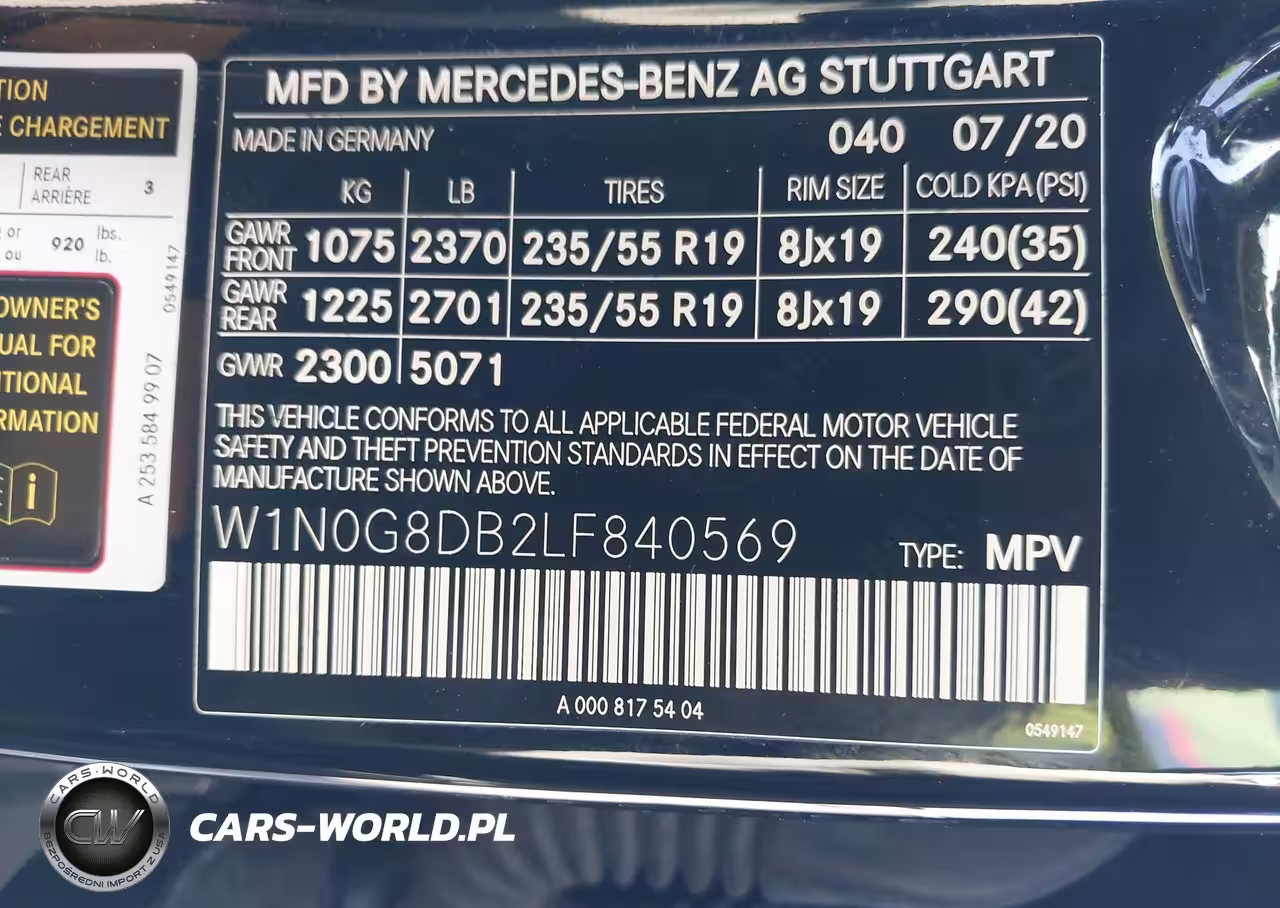 TION
E CHARGEMENT
REAR
ARRIÈRE
3
or
ou
920
lbs.
lb.
0549147
OWNER'S
UAL FOR
ITIONAL
RMATION
i
A 253 584 99 07
MFD BY MERCEDES-BENZ AG STUTTGART
MADE IN GERMANY 040 07/20
KG LB TIRES RIM SIZE COLD KPA(PSI)
GAWR FRONT 1075 2370 235/55 R19 8Jx19 240(35)
GAWR REAR 1225 2701 235/55 R19 8Jx19 290(42)
GVWR 2300 5071
THIS VEHICLE CONFORMS TO ALL APPLICABLE FEDERAL MOTOR VEHICLE
SAFETY AND THEFT PREVENTION STANDARDS IN EFFECT ON THE DATE OF
MANUFACTURE SHOWN ABOVE.
W1N0G8DB2LF840569 TYPE: MPV
A 000 817 54 04
0549147
CARS-WORLD
CW
BEZPOŚREDNI IMPORT Z USA
CARS-WORLD.PL